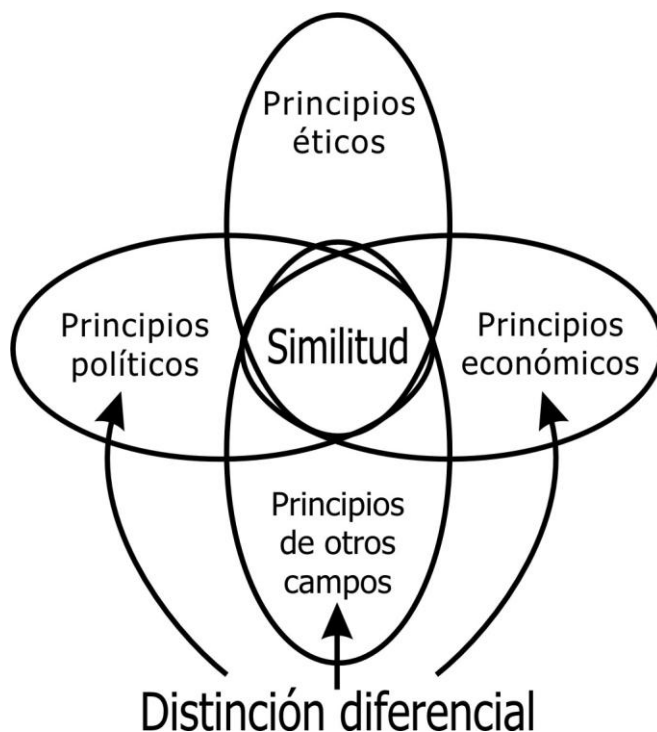 Principios
éticos
Principios
políticos
Similitud
Principios
económicos
Principios
de otros
campos
Distinción diferencial